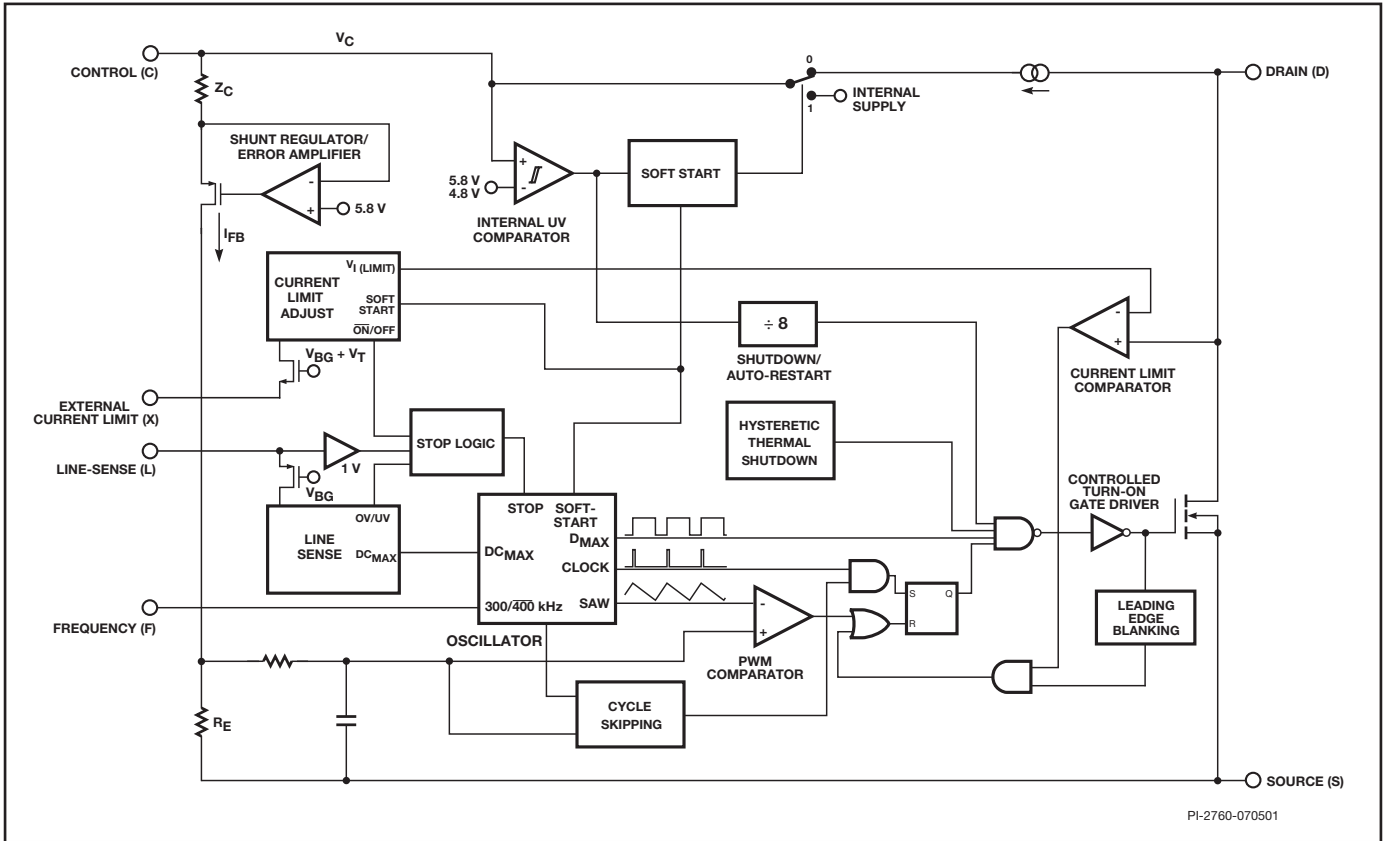 V_C
CONTROL (C)
Z_C
0
DRAIN (D)
INTERNAL
SUPPLY
1
SHUNT REGULATOR/
ERROR AMPLIFIER
-
+
5.8 V
I_FB
+
-
5.8 V
4.8 V
INTERNAL UV
COMPARATOR
SOFT START
CURRENT
LIMIT
ADJUST
V_I (LIMIT)
SOFT
START
O̅N̅/OFF
V_BG + V_T
÷ 8
SHUTDOWN/
AUTO-RESTART
-
+
CURRENT LIMIT
COMPARATOR
EXTERNAL
CURRENT LIMIT (X)
LINE-SENSE (L)
1 V
V_BG
STOP LOGIC
HYSTERETIC
THERMAL
SHUTDOWN
CONTROLLED
TURN-ON
GATE DRIVER
OV/UV
LINE
SENSE
DC_MAX
STOP
SOFT-
START
D_MAX
DC_MAX
CLOCK
300/4̅0̅0̅ kHz
SAW
OSCILLATOR
FREQUENCY (F)
-
+
PWM
COMPARATOR
S
Q
R
LEADING
EDGE
BLANKING
R_E
CYCLE
SKIPPING
SOURCE (S)
PI-2760-070501